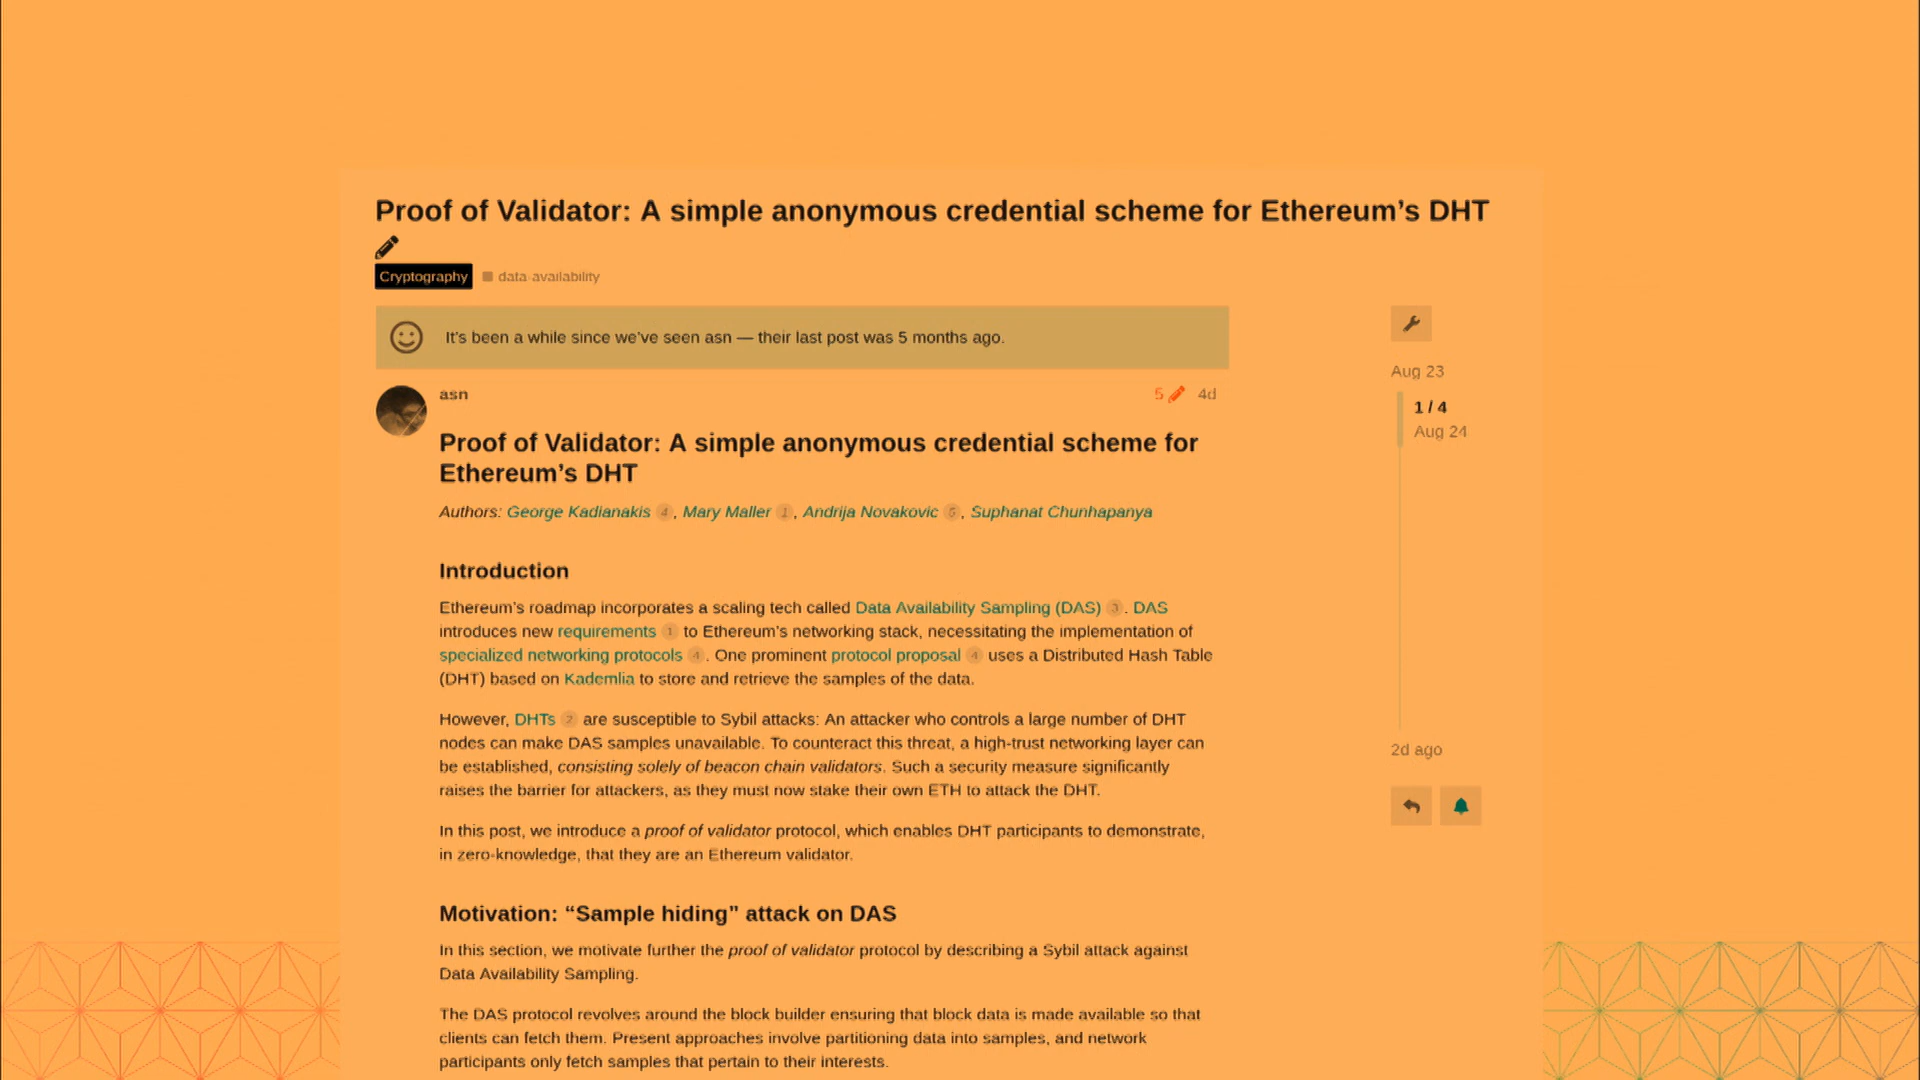 Proof of Validator: A simple anonymous credential scheme for Ethereum’s DHT
Cryptography data-availability
It’s been a while since we’ve seen asn — their last post was 5 months ago.
asn 5 4d
Proof of Validator: A simple anonymous credential scheme for
Ethereum’s DHT
Authors: George Kadianakis 4, Mary Maller 1, Andrija Novakovic 5, Suphanat Chunhapanya
Introduction
Ethereum’s roadmap incorporates a scaling tech called Data Availability Sampling (DAS) 3. DAS
introduces new requirements 1 to Ethereum’s networking stack, necessitating the implementation of
specialized networking protocols 4. One prominent protocol proposal 4 uses a Distributed Hash Table
(DHT) based on Kademlia to store and retrieve the samples of the data.
However, DHTs 2 are susceptible to Sybil attacks: An attacker who controls a large number of DHT
nodes can make DAS samples unavailable. To counteract this threat, a high-trust networking layer can
be established, consisting solely of beacon chain validators. Such a security measure significantly
raises the barrier for attackers, as they must now stake their own ETH to attack the DHT.
In this post, we introduce a proof of validator protocol, which enables DHT participants to demonstrate,
in zero-knowledge, that they are an Ethereum validator.
Motivation: “Sample hiding” attack on DAS
In this section, we motivate further the proof of validator protocol by describing a Sybil attack against
Data Availability Sampling.
The DAS protocol revolves around the block builder ensuring that block data is made available so that
clients can fetch them. Present approaches involve partitioning data into samples, and network
participants only fetch samples that pertain to their interests.
Aug 23
1 / 4
Aug 24
2d ago